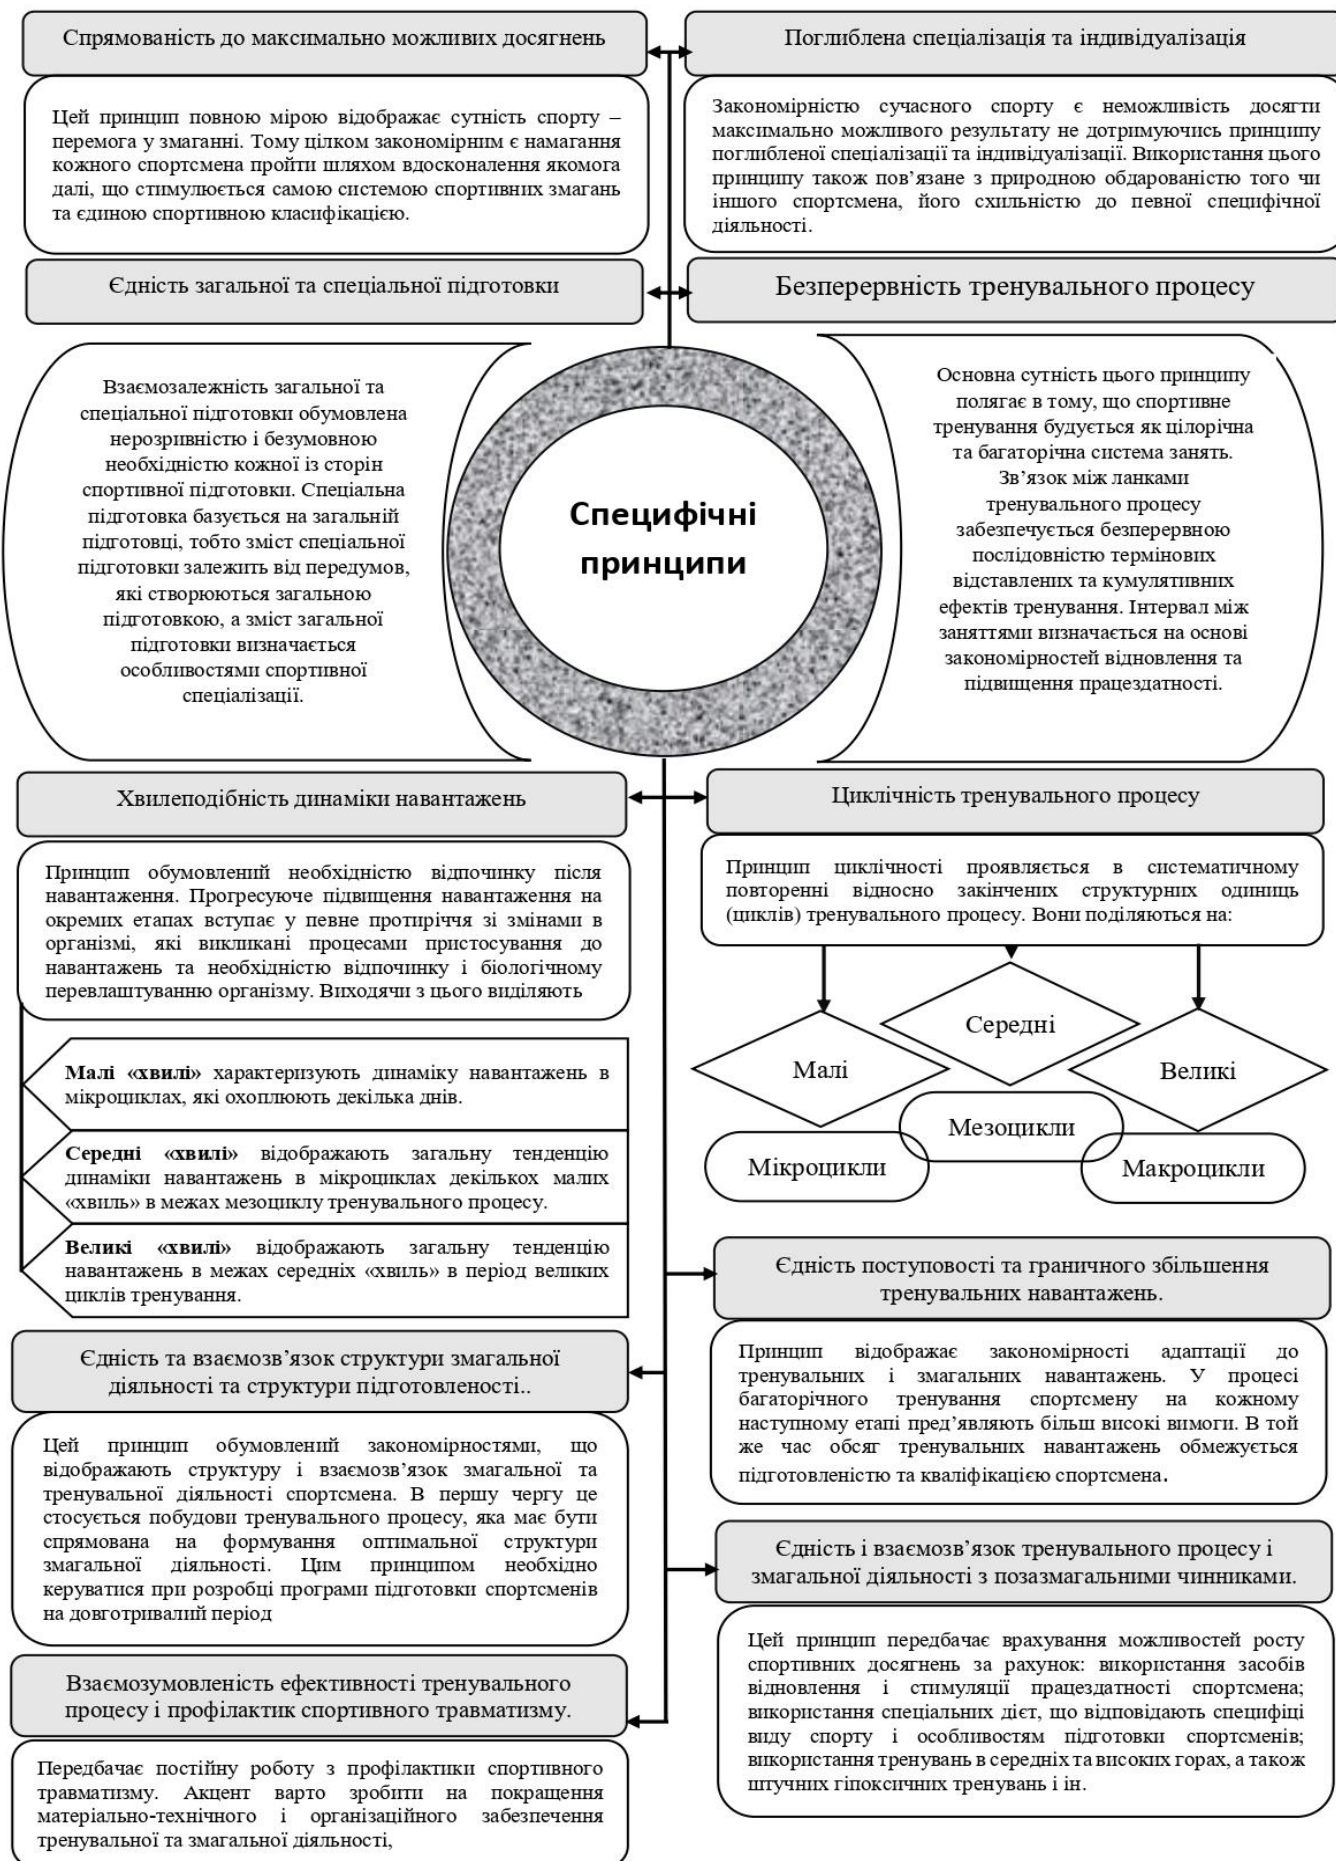 Спрямованість до максимально можливих досягнень
Поглиблена спеціалізація та індивідуалізація
Цей принцип повною мірою відображає сутність спорту –
перемога у змаганні. Тому цілком закономірним є намагання
кожного спортсмена пройти шляхом вдосконалення якомога
далі, що стимулюється самою системою спортивних змагань
та єдиною спортивною класифікацією.
Закономірністю сучасного спорту є неможливість досягти
максимально можливого результату не дотримуючись принципу
поглибленої спеціалізації та індивідуалізації. Використання цього
принципу також пов’язане з природною обдарованістю того чи
іншого спортсмена, його схильністю до певної специфічної
діяльності.
Єдність загальної та спеціальної підготовки
Безперервність тренувального процесу
Взаємозалежність загальної та
спеціальної підготовки обумовлена
нерозривністю і безумовною
необхідністю кожної із сторін
спортивної підготовки. Спеціальна
підготовка базується на загальній
підготовці, тобто зміст спеціальної
підготовки залежить від передумов,
які створюються загальною
підготовкою, а зміст загальної
підготовки визначається
особливостями спортивної
спеціалізації.
Специфічні
принципи
Основна сутність цього принципу
полягає в тому, що спортивне
тренування будується як цілорічна
та багаторічна система занять.
Зв’язок між ланками
тренувального процесу
забезпечується безперервною
послідовністю термінових
відставлених та кумулятивних
ефектів тренування. Інтервал між
заняттями визначається на основі
закономірностей відновлення та
підвищення працездатності.
Хвилеподібність динаміки навантажень
Циклічність тренувального процесу
Принцип обумовлений необхідністю відпочинку після
навантаження. Прогресуюче підвищення навантаження на
окремих етапах вступає у певне протиріччя зі змінами в
організмі, які викликані процесами пристосування до
навантажень та необхідністю відпочинку і біологічному
перевлаштуванню організму. Виходячи з цього виділяють
Малі «хвилі» характеризують динаміку навантажень в
мікроциклах, які охоплюють декілька днів.
Середні «хвилі» відображають загальну тенденцію
динаміки навантажень в мікроциклах декількох малих
«хвиль» в межах мезоциклу тренувального процесу.
Великі «хвилі» відображають загальну тенденцію
навантажень в межах середніх «хвиль» в період великих
циклів тренування.
Принцип циклічності проявляється в систематичному
повторенні відносно закінчених структурних одиниць
(циклів) тренувального процесу. Вони поділяються на:
Середні
Малі
Великі
Мезоцикли
Мікроцикли
Макроцикли
Єдність поступовості та граничного збільшення
тренувальних навантажень.
Принцип відображає закономірності адаптації до
тренувальних і змагальних навантажень. У процесі
багаторічного тренування спортсмену на кожному
наступному етапі пред’являють більш високі вимоги. В той
же час обсяг тренувальних навантажень обмежується
підготовленістю та кваліфікацією спортсмена.
Єдність та взаємозв’язок структури змагальної
діяльності та структури підготовленості..
Цей принцип обумовлений закономірностями, що
відображають структуру і взаємозв’язок змагальної та
тренувальної діяльності спортсмена. В першу чергу це
стосується побудови тренувального процесу, яка має бути
спрямована на формування оптимальної структури
змагальної діяльності. Цим принципом необхідно
керуватися при розробці програми підготовки спортсменів
на довготривалий період
Єдність і взаємозв’язок тренувального процесу і
змагальної діяльності з позазмагальними чинниками.
Цей принцип передбачає врахування можливостей росту
спортивних досягнень за рахунок: використання засобів
відновлення і стимуляції працездатності спортсмена;
використання спеціальних дієт, що відповідають специфіці
виду спорту і особливостям підготовки спортсменів;
використання тренувань в середніх та високих горах, а також
штучних гіпоксичних тренувань і ін.
Взаємозумовленість ефективності тренувального
процесу і профілактик спортивного травматизму.
Передбачає постійну роботу з профілактики спортивного
травматизму. Акцент варто зробити на покращення
матеріально-технічного і організаційного забезпечення
тренувальної та змагальної діяльності,